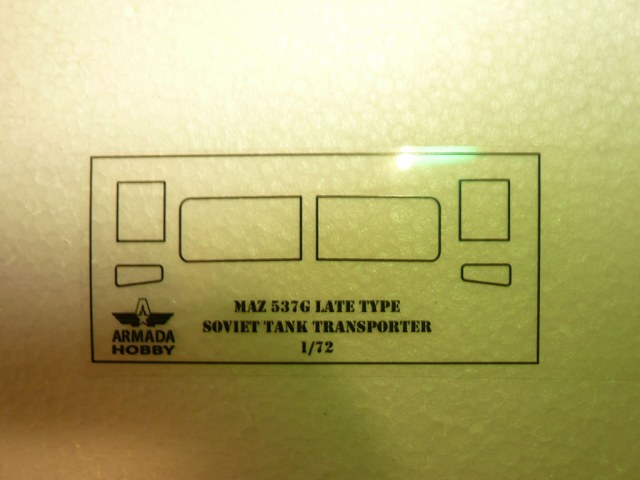 MAZ 537G LATE TYPE
SOVIET TANK TRANSPORTER
1/72
ARMADA
HOBBY